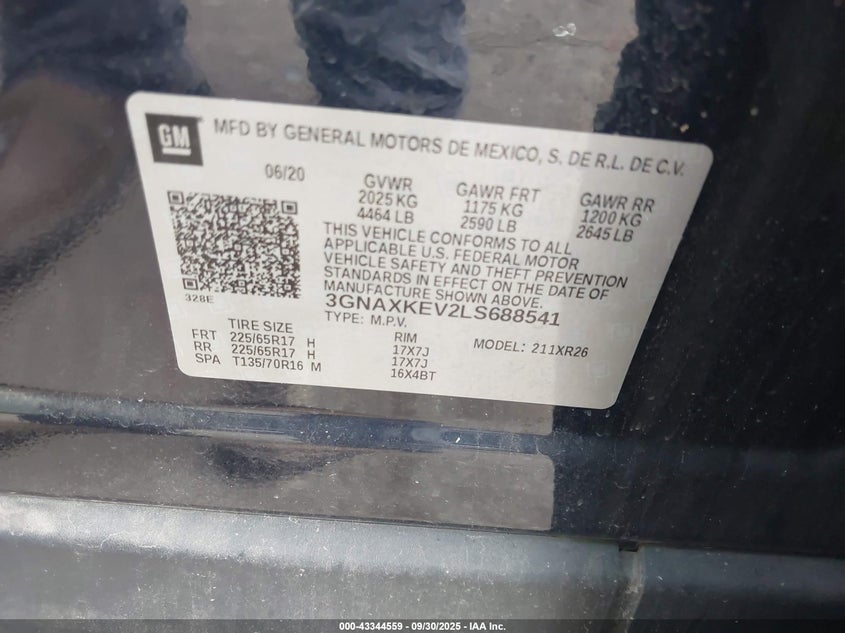 GM
MFD BY GENERAL MOTORS DE MEXICO, S. DE R.L. DE C.V.
06/20
GVWR GAWR FRT GAWR RR
2025 KG 1175 KG 1200 KG
4464 LB 2590 LB 2645 LB
THIS VEHICLE CONFORMS TO ALL
APPLICABLE U.S. FEDERAL MOTOR
VEHICLE SAFETY AND THEFT PREVENTION
STANDARDS IN EFFECT ON THE DATE OF
MANUFACTURE SHOWN ABOVE.
328E
3GNAXKEV2LS688541
TYPE: M.P.V. MODEL: 211XR26
TIRE SIZE RIM
FRT 225/65R17 H 17X7J
RR 225/65R17 H 17X7J
SPA T135/70R16 M 16X4BT
000-43344559 — 09/30/2025 — IAA Inc.